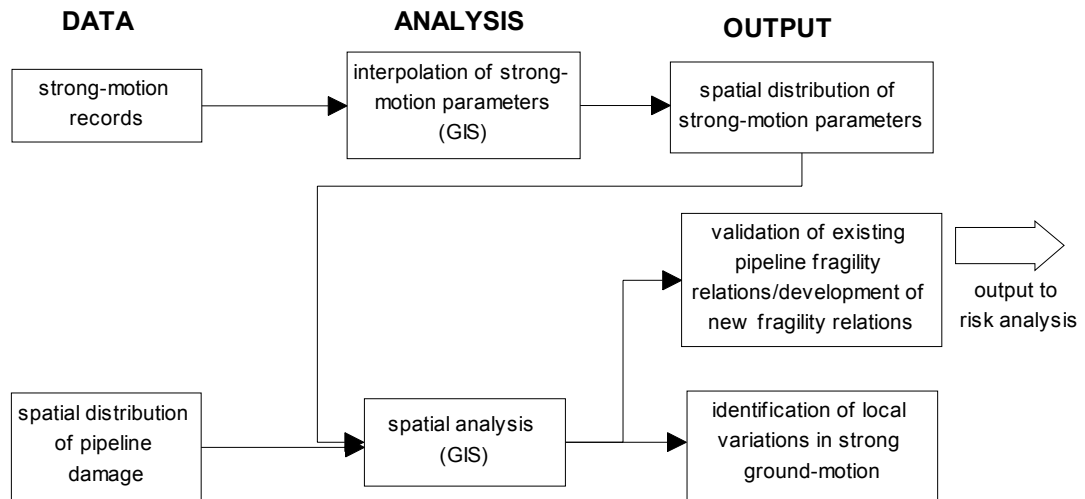 DATA
ANALYSIS
OUTPUT
strong-motion
records
interpolation of strong-
motion parameters
(GIS)
spatial distribution of
strong-motion parameters
validation of existing
pipeline fragility
relations/development of
new fragility relations
output to
risk analysis
spatial distribution
of pipeline
damage
spatial analysis
(GIS)
identification of local
variations in strong
ground-motion